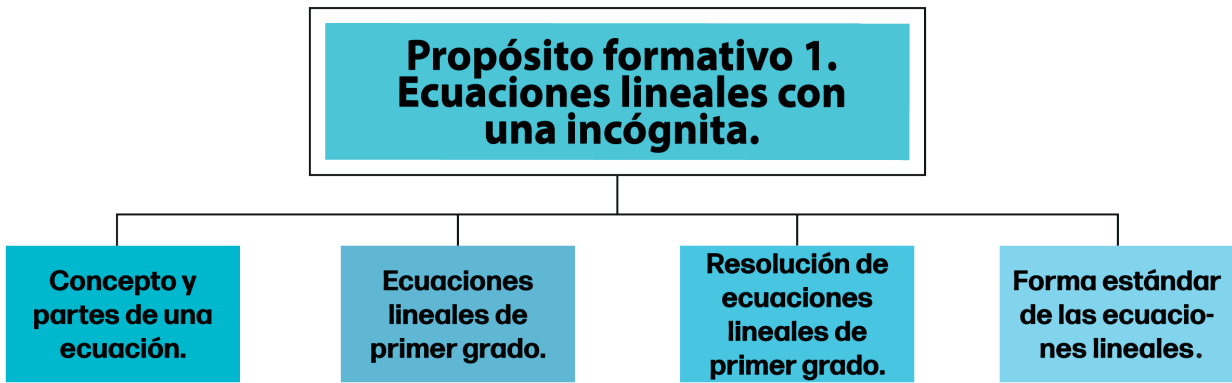 Propósito formativo 1.
Ecuaciones lineales con
una incógnita.
Concepto y
partes de una
ecuación.
Ecuaciones
lineales de
primer grado.
Resolución de
ecuaciones
lineales de
primer grado.
Forma estándar
de las ecuacio-
nes lineales.